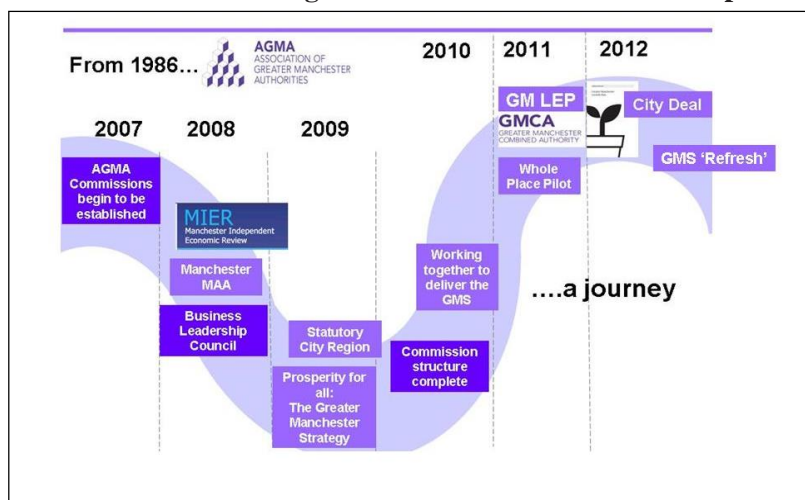 From 1986…
AGMA
ASSOCIATION OF
GREATER MANCHESTER
AUTHORITIES
2010
2011
2012
2007
2008
2009
AGMA
Commissions
begin to be
established
MIER
Manchester Independent
Economic Review
Manchester
MAA
Business
Leadership
Council
Statutory
City Region
Prosperity for
all:
The Greater
Manchester
Strategy
Working
together to
deliver the
GMS
Commission
structure
complete
GM LEP
GMCA
GREATER MANCHESTER
COMBINED AUTHORITY
Whole
Place Pilot
City Deal
GMS ‘Refresh’
….a journey